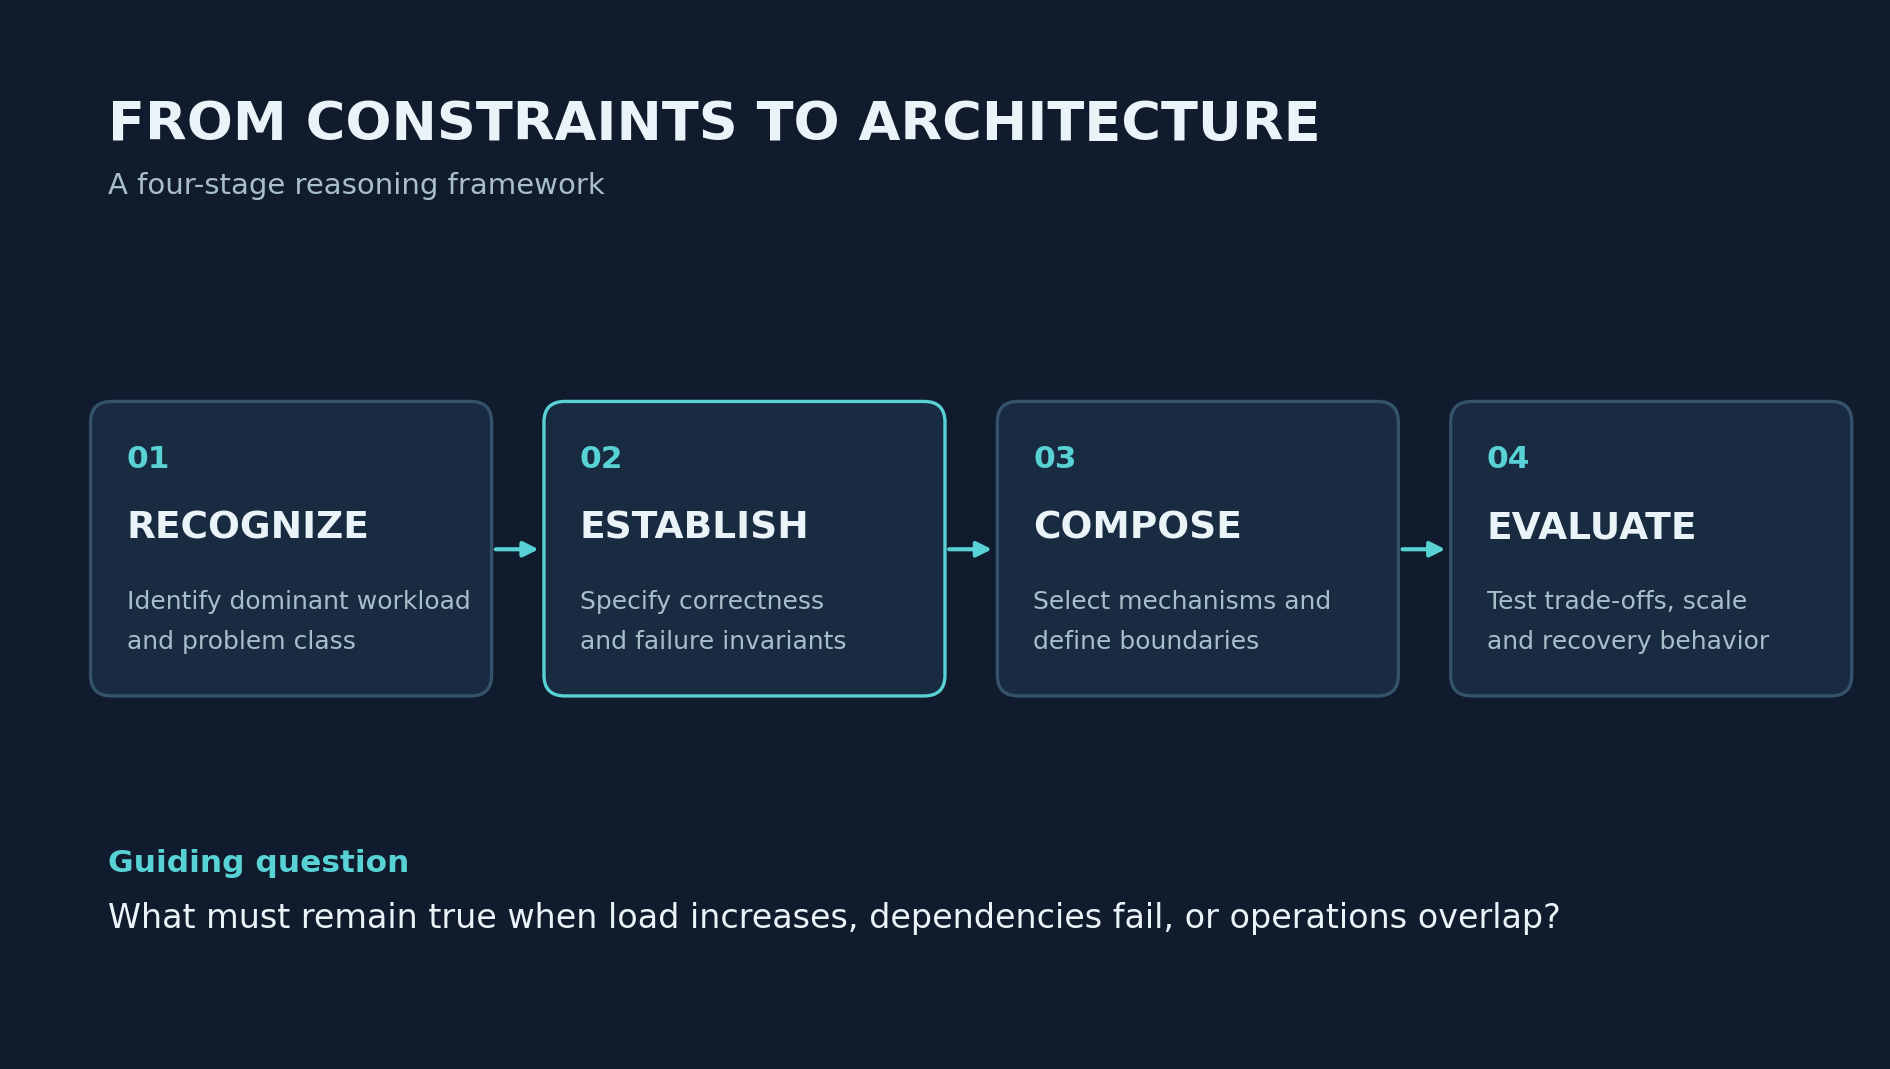 FROM CONSTRAINTS TO ARCHITECTURE
A four-stage reasoning framework
01
RECOGNIZE
Identify dominant workload
and problem class
02
ESTABLISH
Specify correctness
and failure invariants
03
COMPOSE
Select mechanisms and
define boundaries
04
EVALUATE
Test trade-offs, scale
and recovery behavior
Guiding question
What must remain true when load increases, dependencies fail, or operations overlap?